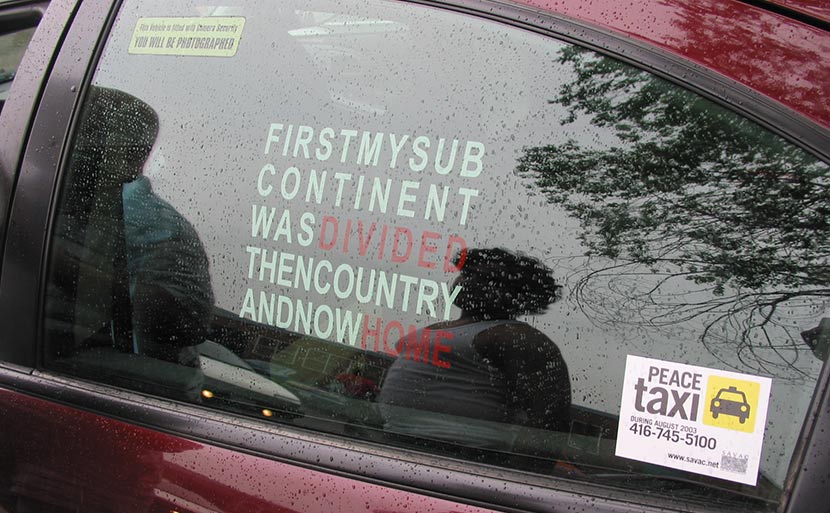 This Vehicle is fitted with Camera Security
YOU WILL BE PHOTOGRAPHED
FIRSTMYSUB
CONTINENT
WASDIVIDED
THENCOUNTRY
ANDNOWHOME
PEACE
taxi
DURING AUGUST 2003
416-745-5100
www.savac.net
SAVAC